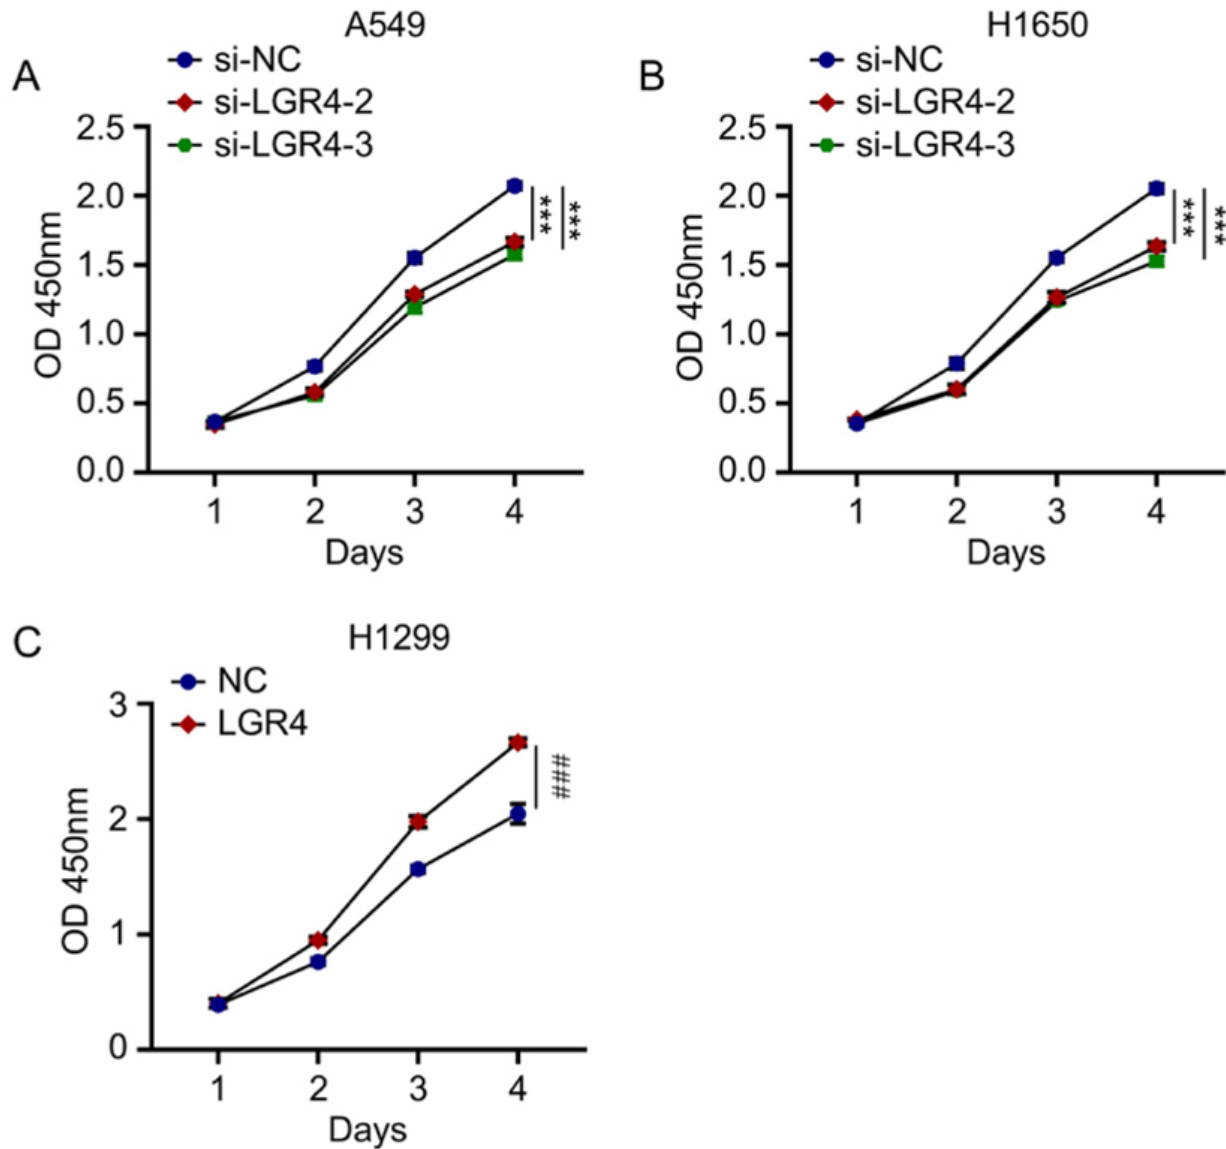 A549
A
si-NC
si-LGR4-2
si-LGR4-3
2.5
2.0
1.5
1.0
0.5
0.0
OD 450nm
***
***
1 2 3 4
Days
H1650
B
si-NC
si-LGR4-2
si-LGR4-3
2.5
2.0
1.5
1.0
0.5
0.0
OD 450nm
***
***
1 2 3 4
Days
H1299
C
NC
LGR4
3
2
1
0
OD 450nm
###
1 2 3 4
Days